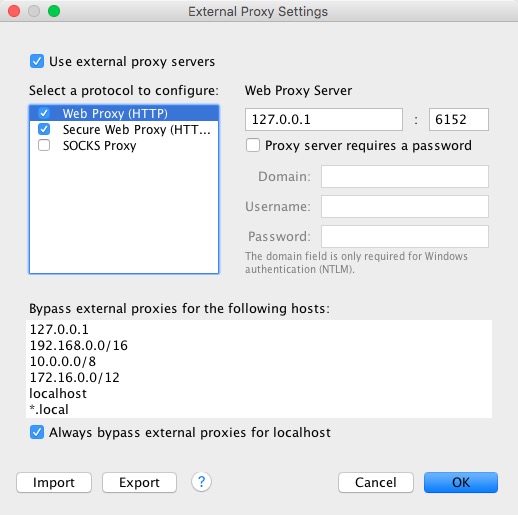 External Proxy Settings
Use external proxy servers
Select a protocol to configure:
Web Proxy (HTTP)
Secure Web Proxy (HTT...
SOCKS Proxy
Web Proxy Server
127.0.0.1 : 6152
Proxy server requires a password
Domain:
Username:
Password:
The domain field is only required for Windows
authentication (NTLM).
Bypass external proxies for the following hosts:
127.0.0.1
192.168.0.0/16
10.0.0.0/8
172.16.0.0/12
localhost
*.local
Always bypass external proxies for localhost
Import Export ? Cancel OK